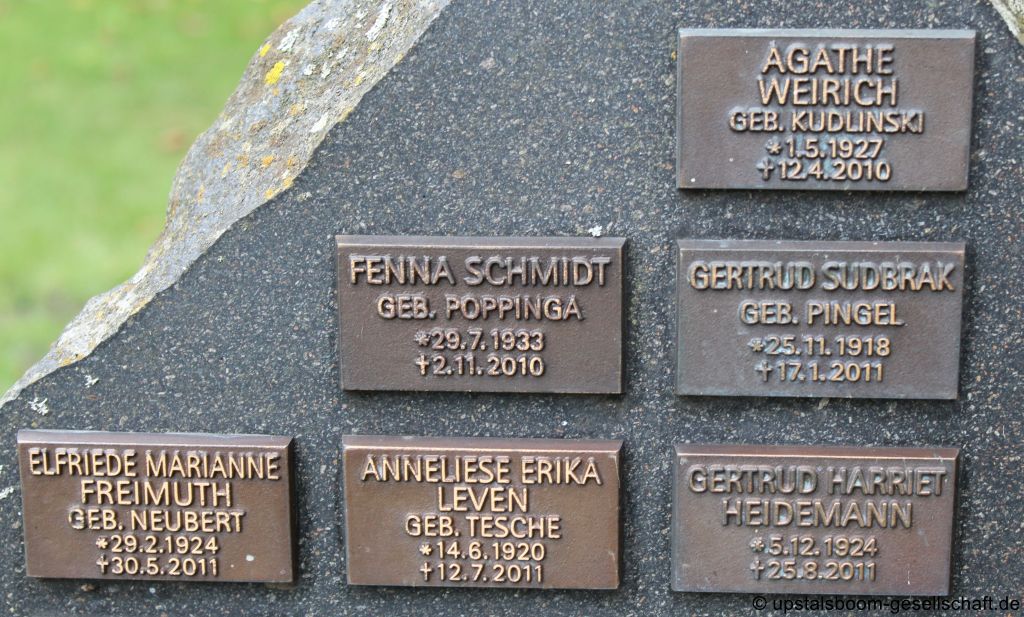 AGATHE
WEIRICH
GEB. KUDLINSKI
*1.5.1927
†12.4.2010
FENNA SCHMIDT
GEB. POPPINGA
*29.7.1933
†2.11.2010
GERTRUD SUDBRAK
GEB. PINGEL
*25.11.1918
†17.1.2011
ELFRIEDE MARIANNE
FREIMUTH
GEB. NEUBERT
*29.2.1924
†30.5.2011
ANNELIESE ERIKA
LEVEN
GEB. TESCHE
*14.6.1920
†12.7.2011
GERTRUD HARRIET
HEIDEMANN
*5.12.1924
†25.8.2011
© upstalsboom-gesellschaft.de